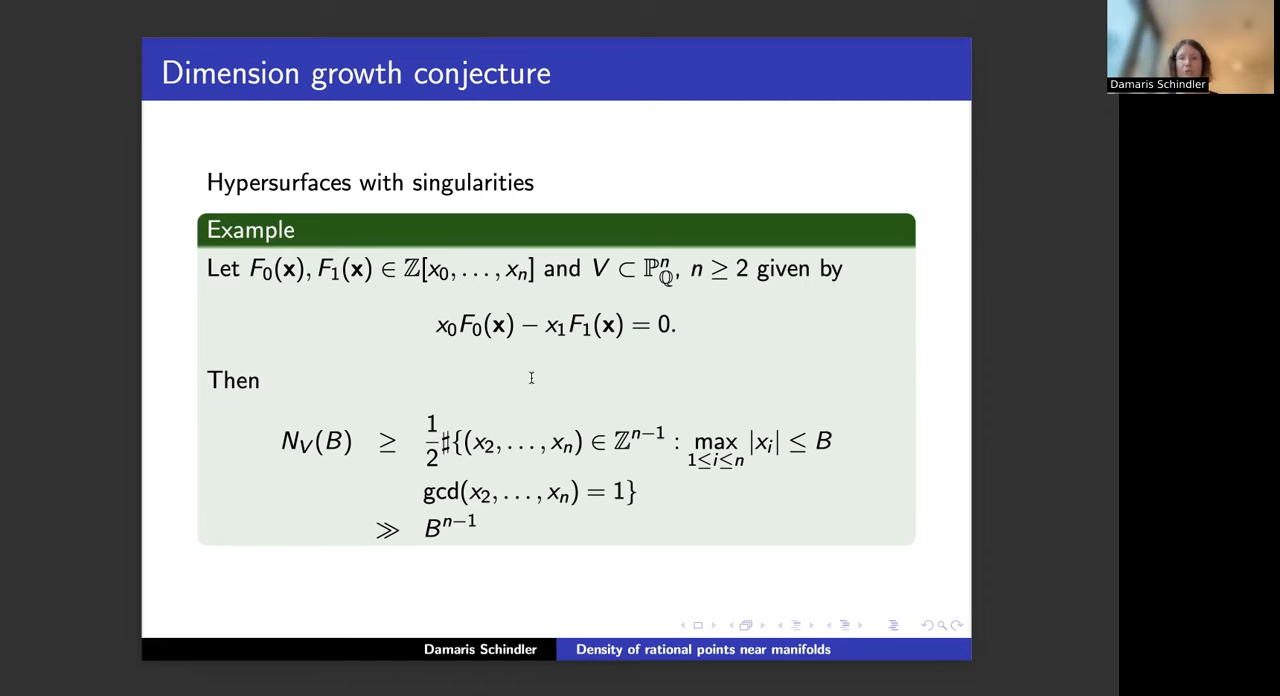 Dimension growth conjecture
Damaris Schindler
Hypersurfaces with singularities
Example
Let F₀(𝐱), F₁(𝐱) ∈ ℤ[x₀, …, xₙ] and V ⊂ ℙⁿ_ℚ, n ≥ 2 given by
x₀F₀(𝐱) − x₁F₁(𝐱) = 0.
Then
N_V(B) ≥ 1/2 ♯{(x₂, …, xₙ) ∈ ℤⁿ⁻¹ : max_{1≤i≤n} |xᵢ| ≤ B
gcd(x₂, …, xₙ) = 1}
≫ Bⁿ⁻¹
Damaris Schindler Density of rational points near manifolds